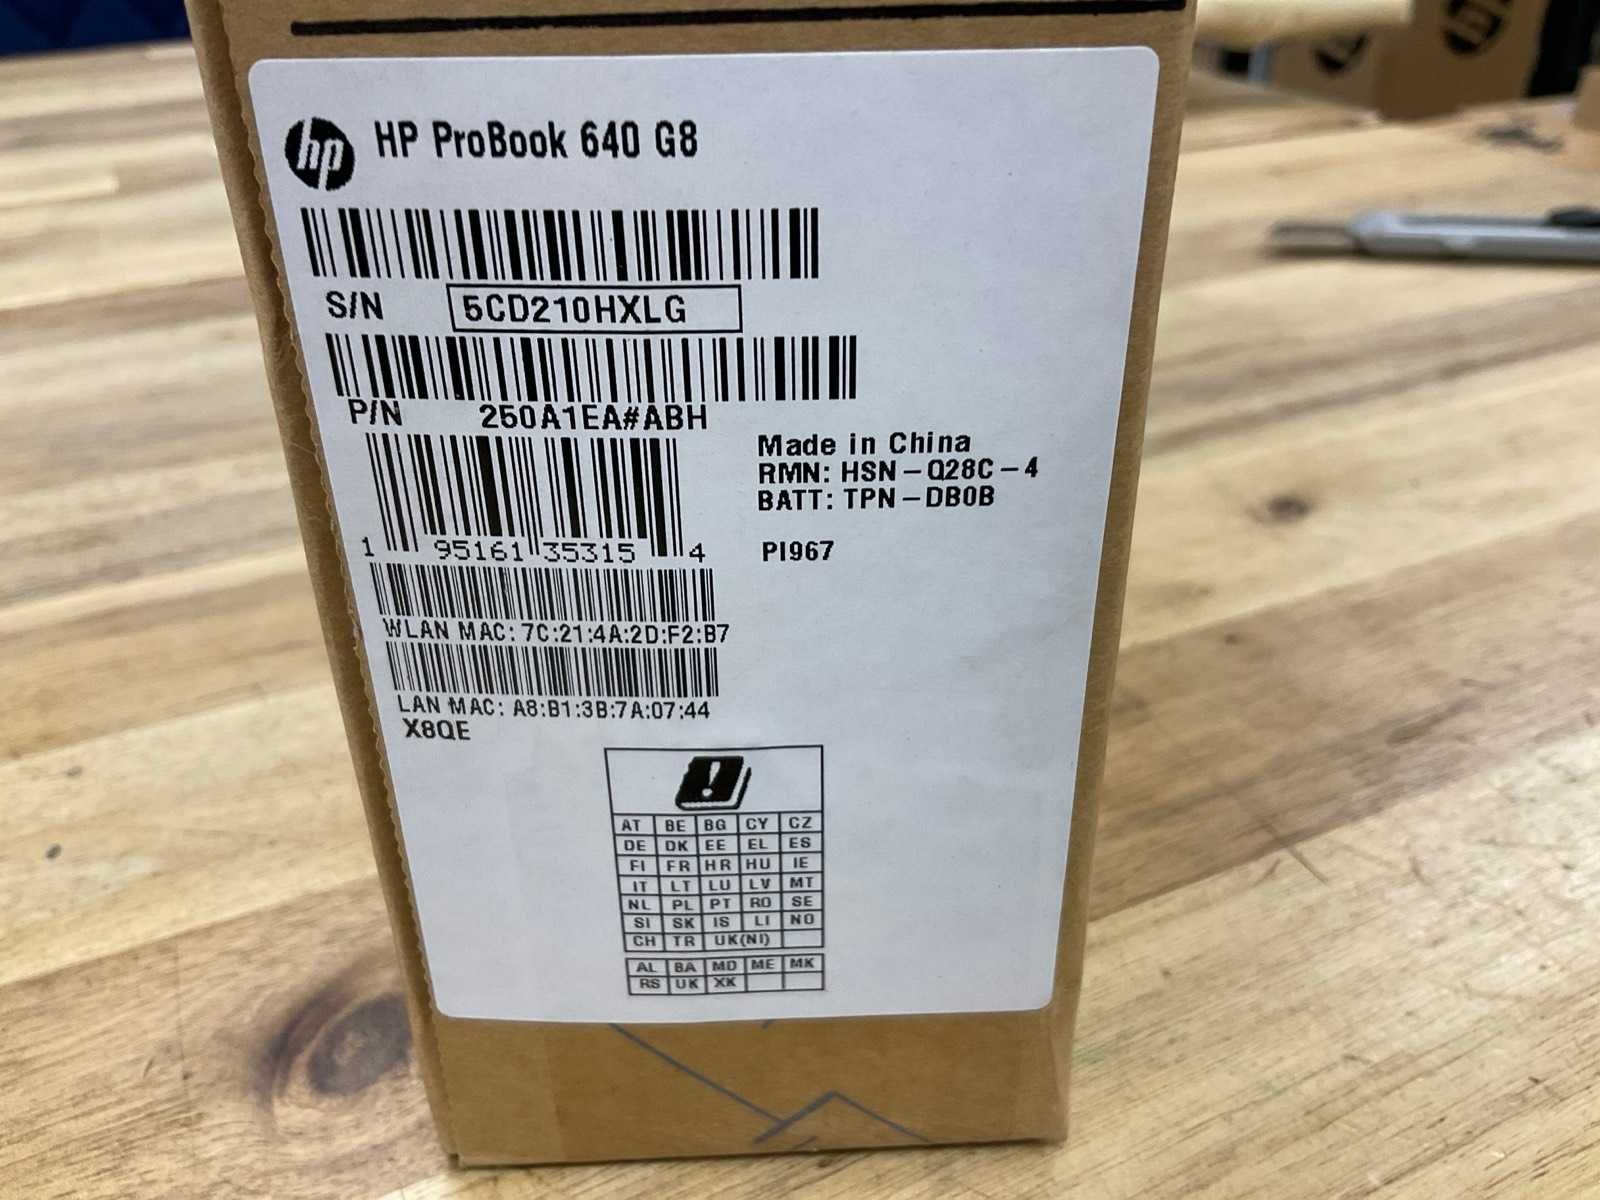 hp HP ProBook 640 G8
S/N 5CD210HXLG
P/N 250A1EA#ABH
Made in China
RMN: HSN-Q28C-4
BATT: TPN-DB0B
1 95161 35315 4
PI967
WLAN MAC: 7C:21:4A:2D:F2:B7
LAN MAC: A8:B1:3B:7A:07:44
X8QE
!
AT BE BG CY CZ
DE DK EE EL ES
FI FR HR HU IE
IT LT LU LV MT
NL PL PT RO SE
SI SK IS LI NO
CH TR UK(NI)
AL BA MD ME MK
RS UK XK